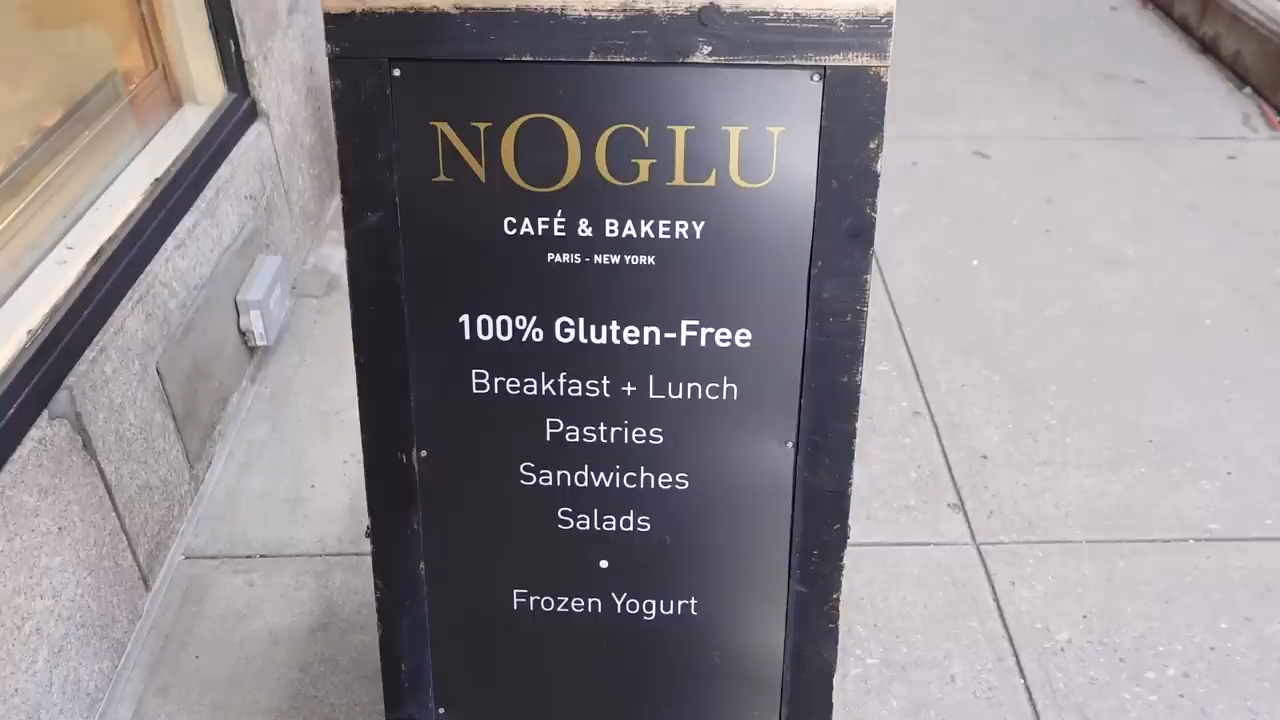 NOGLU
CAFÉ & BAKERY
PARIS - NEW YORK
100% Gluten-Free
Breakfast + Lunch
Pastries
Sandwiches
Salads
•
Frozen Yogurt